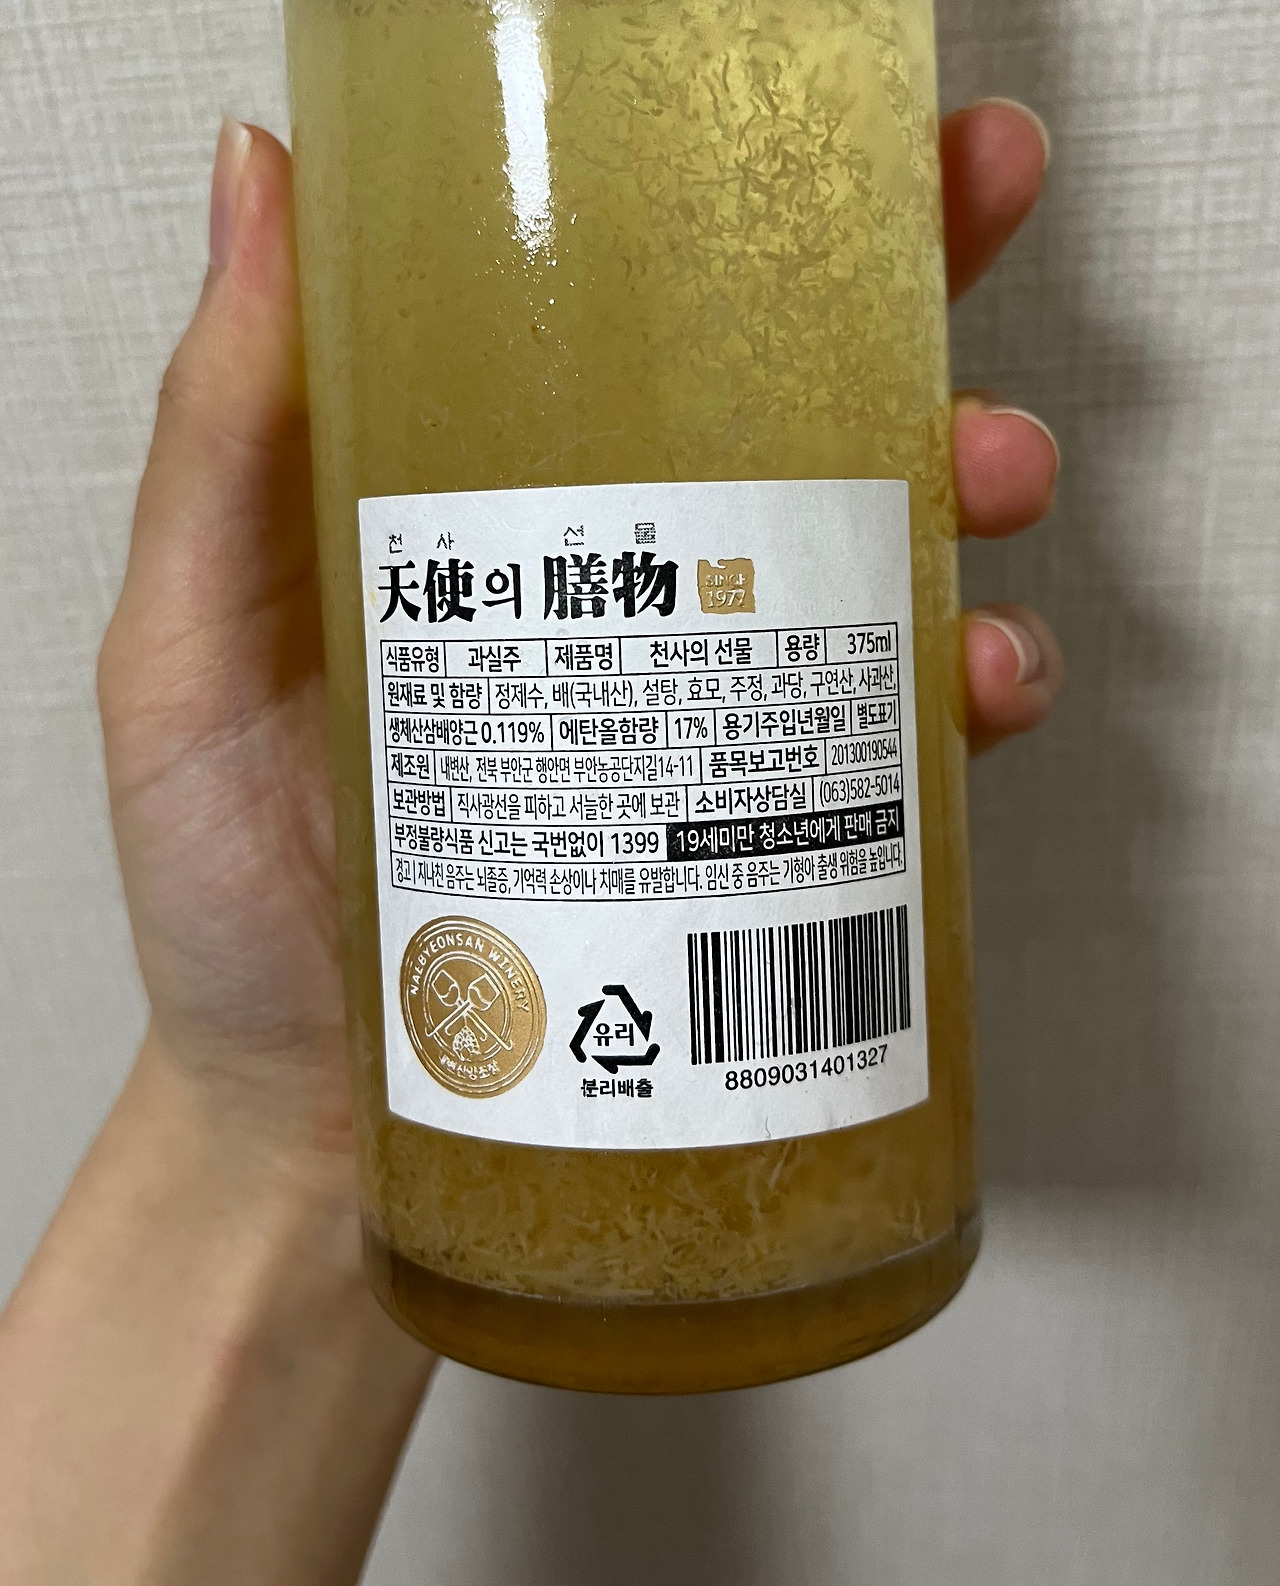 천사 선물
天使의 膳物 SINCE 1977
식품유형 과실주 제품명 천사의 선물 용량 375ml
원재료 및 함량 정제수, 배(국내산), 설탕, 효모, 주정, 과당, 구연산, 사과산,
생체산삼배양근 0.119% 에탄올함량 17% 용기주입년월일 별도표기
제조원 내변산, 전북 부안군 행안면 부안농공단지길14-11 품목보고번호 201300190544
보관방법 직사광선을 피하고 서늘한 곳에 보관 소비자상담실 (063)582-5014
부정불량식품 신고는 국번없이 1399 19세미만 청소년에게 판매 금지
경고 | 지나친 음주는 뇌졸중, 기억력 손상이나 치매를 유발합니다. 임신 중 음주는 기형아 출생 위험을 높입니다.
NAEBYEONSAN WINERY
내변산양조장
유리
분리배출
8809031401327